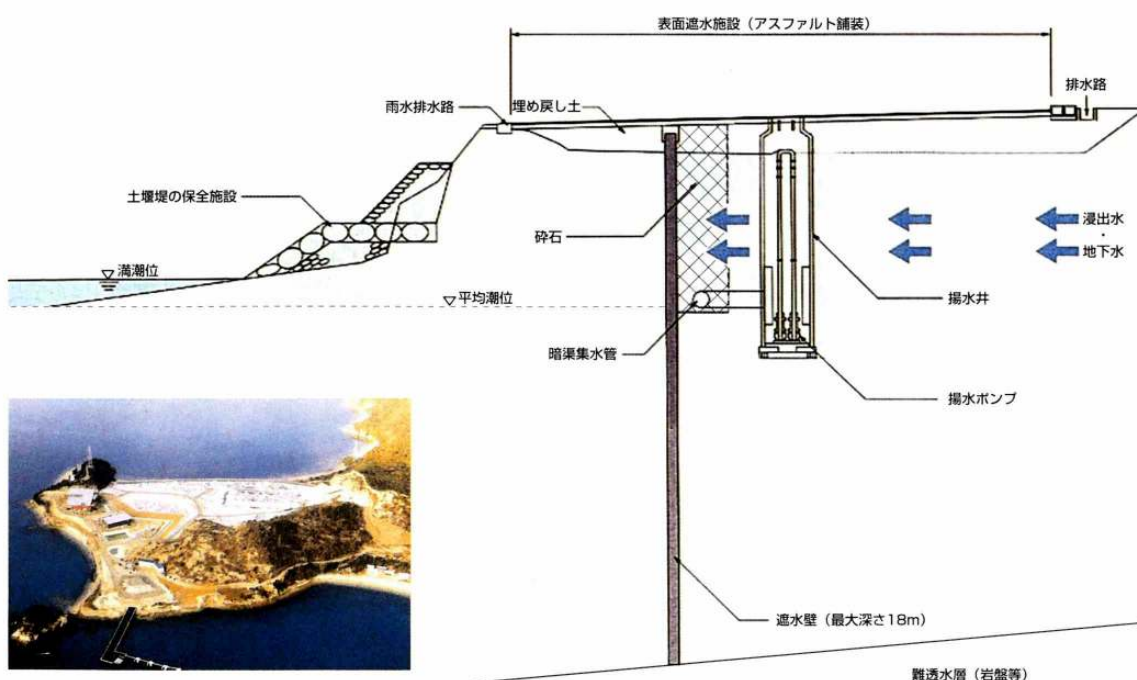 表面遮水施設（アスファルト舗装）
排水路
雨水排水路
埋め戻し土
土堰堤の保全施設
砕石
浸出水
・
地下水
満潮位
平均潮位
揚水井
暗渠集水管
揚水ポンプ
遮水壁（最大深さ18m）
難透水層（岩盤等）